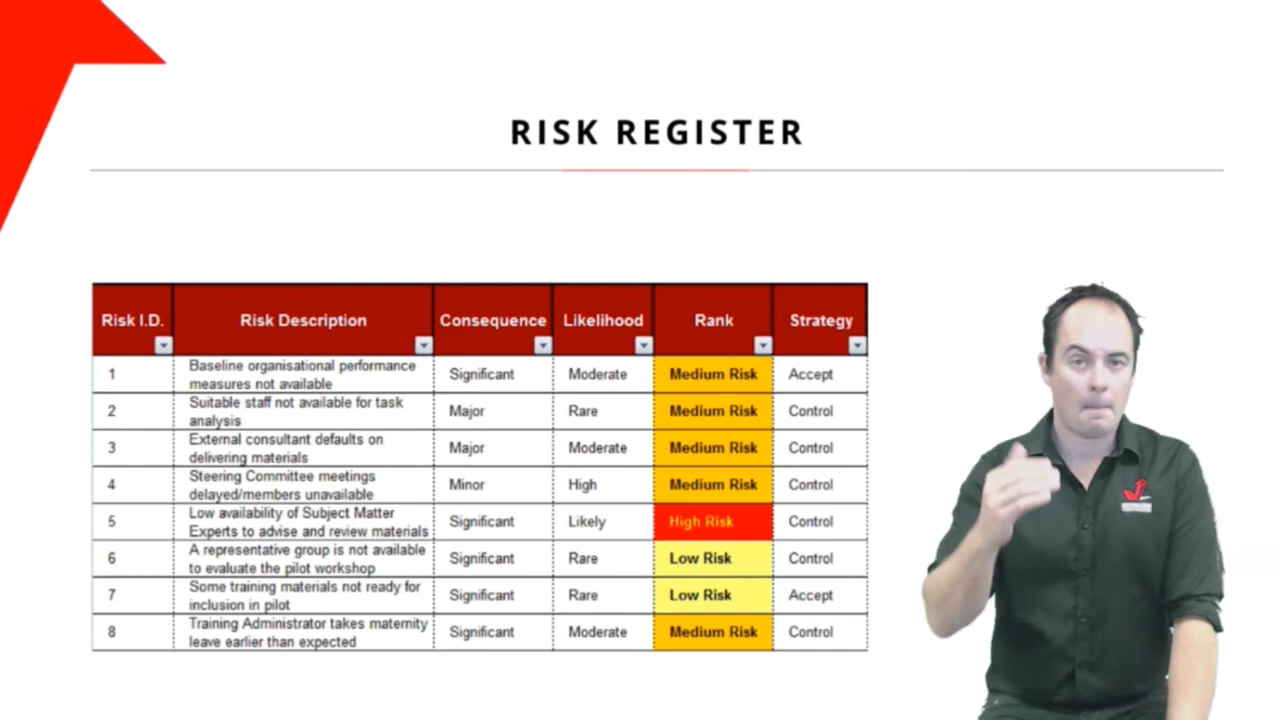 RISK REGISTER
Risk I.D. Risk Description Consequence Likelihood Rank Strategy
1 Baseline organisational performance measures not available Significant Moderate Medium Risk Accept
2 Suitable staff not available for task analysis Major Rare Medium Risk Control
3 External consultant defaults on delivering materials Major Moderate Medium Risk Control
4 Steering Committee meetings delayed/members unavailable Minor High Medium Risk Control
5 Low availability of Subject Matter Experts to advise and review materials Significant Likely High Risk Control
6 A representative group is not available to evaluate the pilot workshop Significant Rare Low Risk Control
7 Some training materials not ready for inclusion in pilot Significant Rare Low Risk Accept
8 Training Administrator takes maternity leave earlier than expected Significant Moderate Medium Risk Control